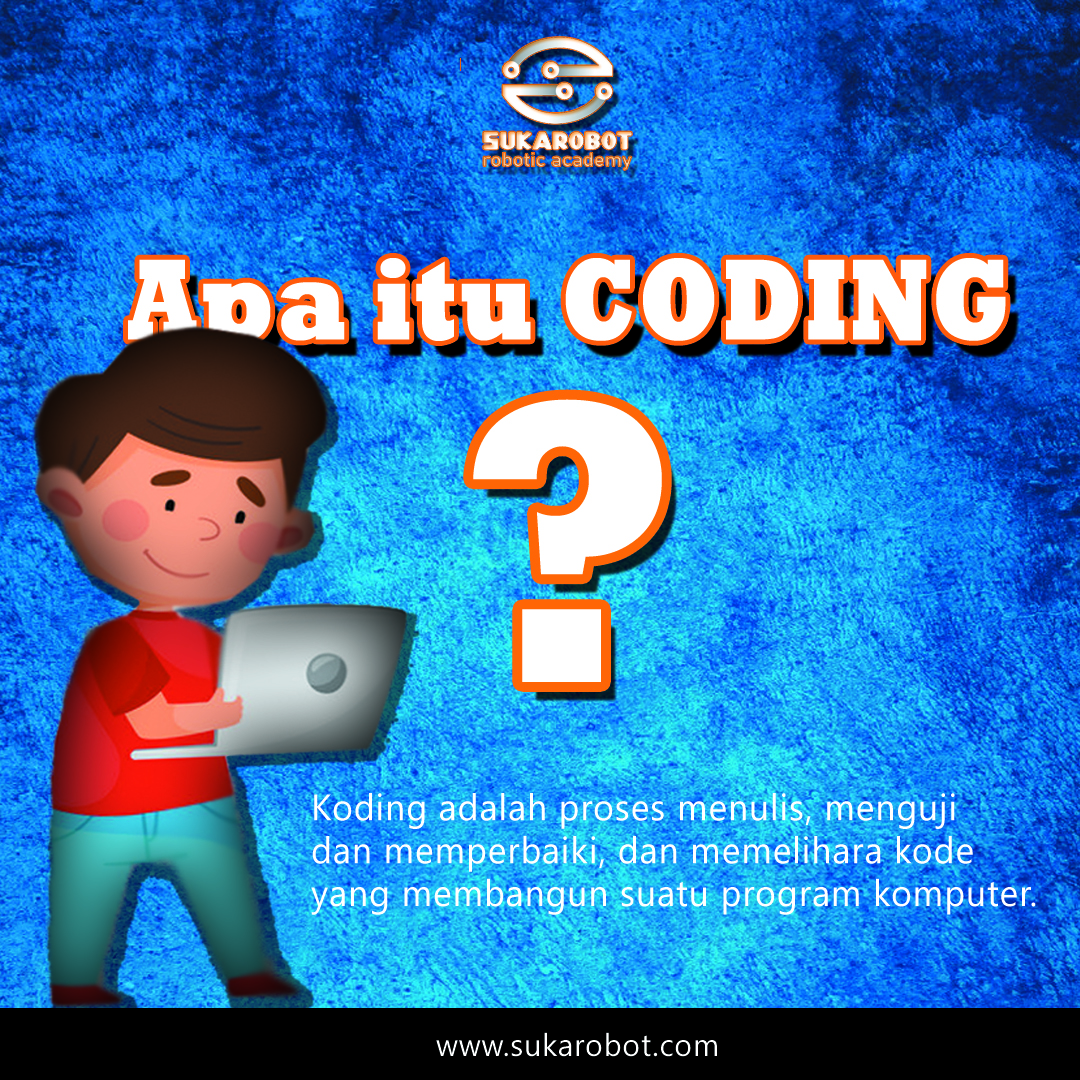 SUKAROBOT
robotic academy
Apa itu CODING
?
Koding adalah proses menulis, menguji
dan memperbaiki, dan memelihara kode
yang membangun suatu program komputer.
www.sukarobot.com